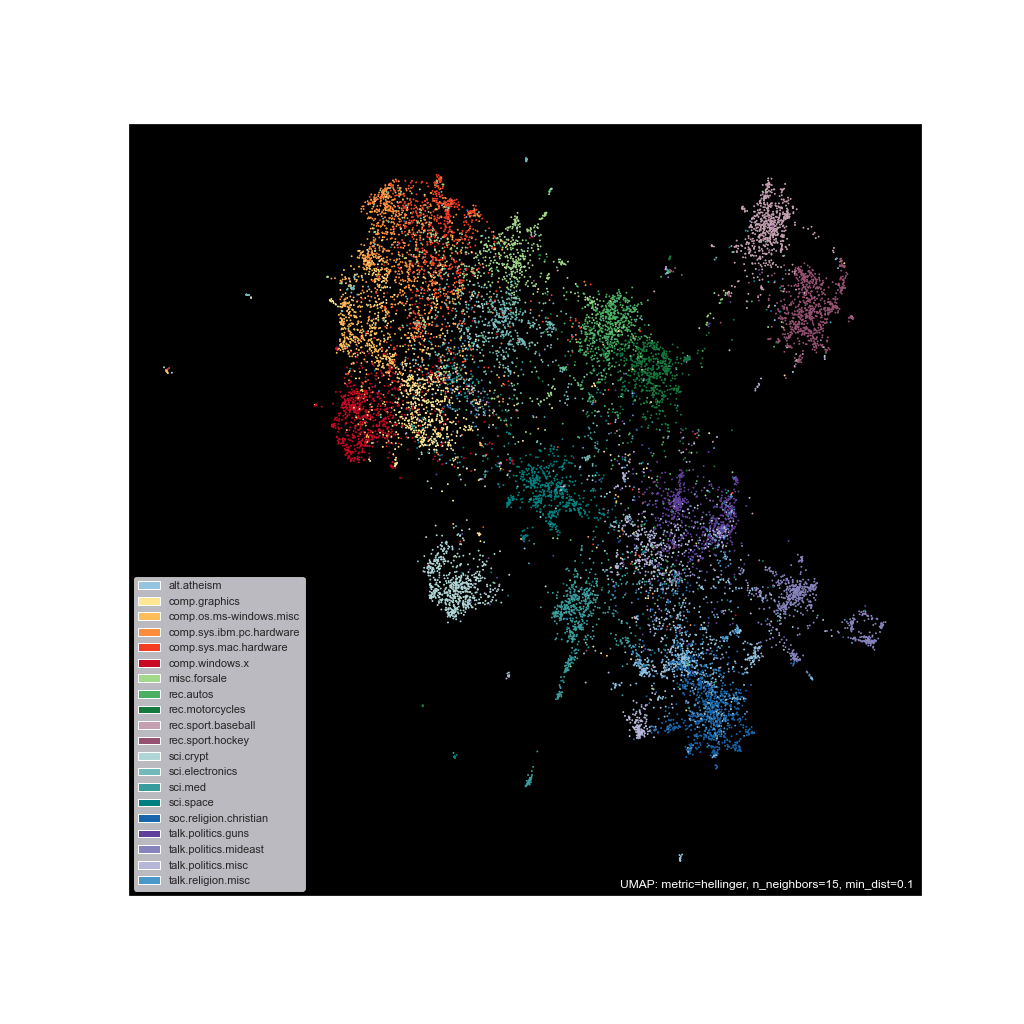 alt.atheism
comp.graphics
comp.os.ms-windows.misc
comp.sys.ibm.pc.hardware
comp.sys.mac.hardware
comp.windows.x
misc.forsale
rec.autos
rec.motorcycles
rec.sport.baseball
rec.sport.hockey
sci.crypt
sci.electronics
sci.med
sci.space
soc.religion.christian
talk.politics.guns
talk.politics.mideast
talk.politics.misc
talk.religion.misc
UMAP: metric=hellinger, n_neighbors=15, min_dist=0.1